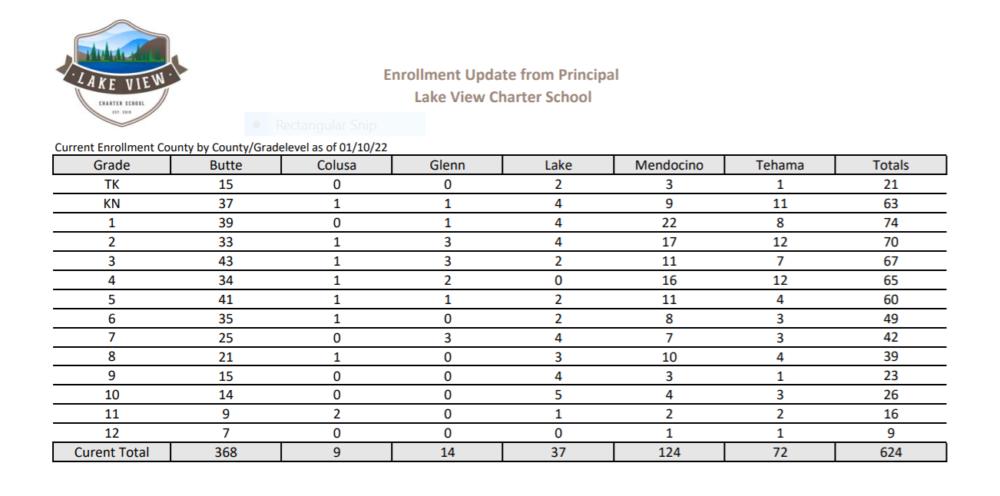 LAKE VIEW
CHARTER SCHOOL
EST. 2019
Enrollment Update from Principal
Lake View Charter School
Rectangular Snip
Current Enrollment County by County/Gradelevel as of 01/10/22
Grade Butte Colusa Glenn Lake Mendocino Tehama Totals
TK 15 0 0 2 3 1 21
KN 37 1 1 4 9 11 63
1 39 0 1 4 22 8 74
2 33 1 3 4 17 12 70
3 43 1 3 2 11 7 67
4 34 1 2 0 16 12 65
5 41 1 1 2 11 4 60
6 35 1 0 2 8 3 49
7 25 0 3 4 7 3 42
8 21 1 0 3 10 4 39
9 15 0 0 4 3 1 23
10 14 0 0 5 4 3 26
11 9 2 0 1 2 2 16
12 7 0 0 0 1 1 9
Curent Total 368 9 14 37 124 72 624